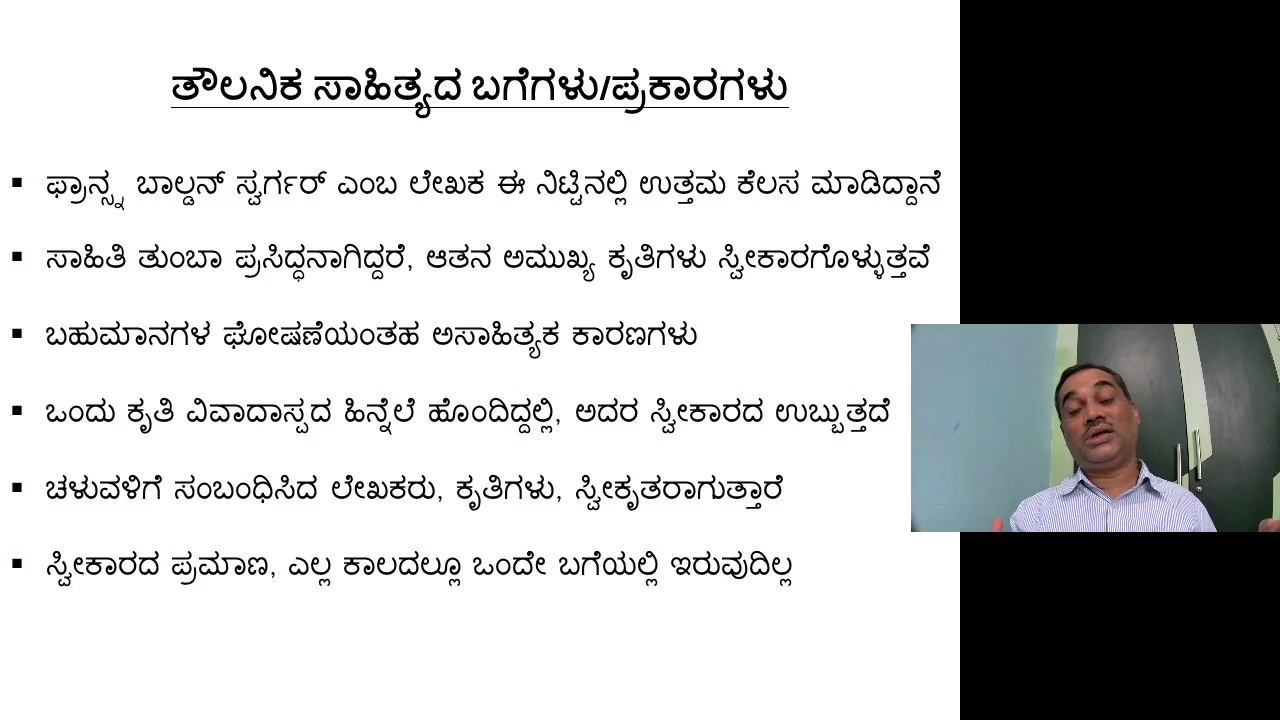 ತೌಲನಿಕ ಸಾಹಿತ್ಯದ ಬಗೆಗಳು/ಪ್ರಕಾರಗಳು
▪ ಫ್ರಾನ್ಸ್ನ ಬಾಲ್ಡನ್ ಸ್ವರ್ಗರ್ ಎಂಬ ಲೇಖಕ ಈ ನಿಟ್ಟಿನಲ್ಲಿ ಉತ್ತಮ ಕೆಲಸ ಮಾಡಿದ್ದಾನೆ
▪ ಸಾಹಿತಿ ತುಂಬಾ ಪ್ರಸಿದ್ಧನಾಗಿದ್ದರೆ, ಆತನ ಅಮುಖ್ಯ ಕೃತಿಗಳು ಸ್ವೀಕಾರಗೊಳ್ಳುತ್ತವೆ
▪ ಬಹುಮಾನಗಳ ಘೋಷಣೆಯಂತಹ ಅಸಾಹಿತ್ಯಕ ಕಾರಣಗಳು
▪ ಒಂದು ಕೃತಿ ವಿವಾದಾಸ್ಪದ ಹಿನ್ನೆಲೆ ಹೊಂದಿದ್ದಲ್ಲಿ, ಅದರ ಸ್ವೀಕಾರದ ಉಬ್ಬುತ್ತದೆ
▪ ಚಳುವಳಿಗೆ ಸಂಬಂಧಿಸಿದ ಲೇಖಕರು, ಕೃತಿಗಳು, ಸ್ವೀಕೃತರಾಗುತ್ತಾರೆ
▪ ಸ್ವೀಕಾರದ ಪ್ರಮಾಣ, ಎಲ್ಲ ಕಾಲದಲ್ಲೂ ಒಂದೇ ಬಗೆಯಲ್ಲಿ ಇರುವುದಿಲ್ಲ